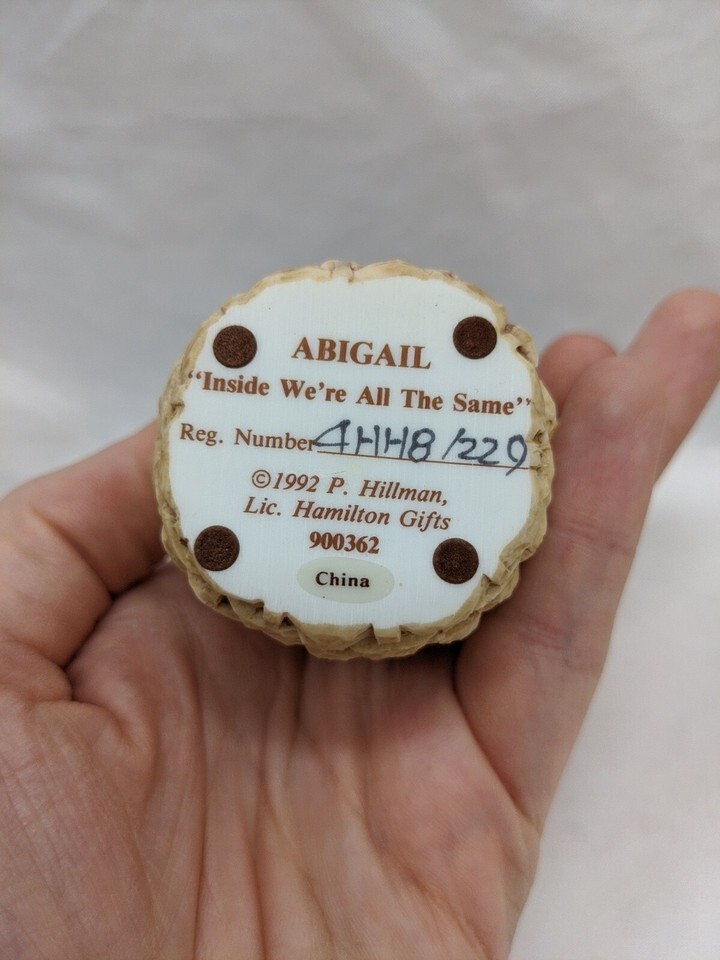 ABIGAIL
“Inside We're All The Same”
Reg. Number 4HH8/229
©1992 P. Hillman,
Lic. Hamilton Gifts
900362
China